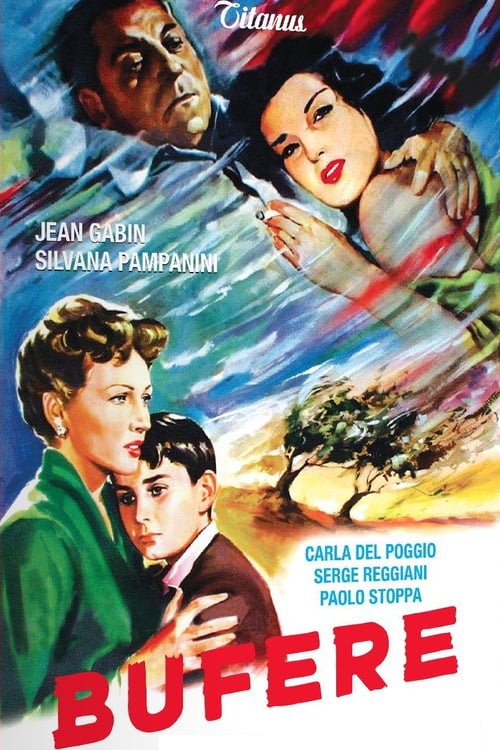 Titanus
JEAN GABIN
SILVANA PAMPANINI
CARLA DEL POGGIO
SERGE REGGIANI
PAOLO STOPPA
BUFERE